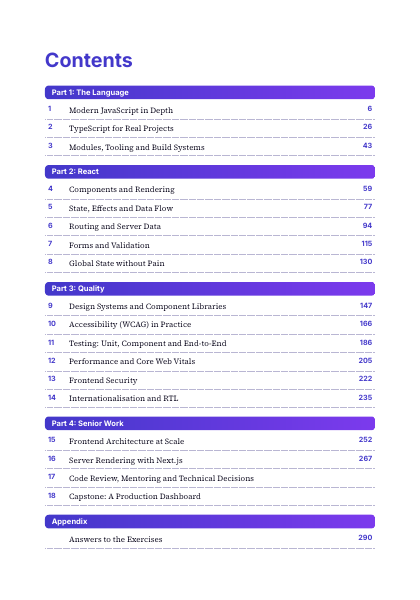 Contents
Part 1: The Language
1 Modern JavaScript in Depth 6
2 TypeScript for Real Projects 26
3 Modules, Tooling and Build Systems 43
Part 2: React
4 Components and Rendering 59
5 State, Effects and Data Flow 77
6 Routing and Server Data 94
7 Forms and Validation 115
8 Global State without Pain 130
Part 3: Quality
9 Design Systems and Component Libraries 147
10 Accessibility (WCAG) in Practice 166
11 Testing: Unit, Component and End-to-End 186
12 Performance and Core Web Vitals 205
13 Frontend Security 222
14 Internationalisation and RTL 235
Part 4: Senior Work
15 Frontend Architecture at Scale 252
16 Server Rendering with Next.js 267
17 Code Review, Mentoring and Technical Decisions
18 Capstone: A Production Dashboard
Appendix
Answers to the Exercises 290